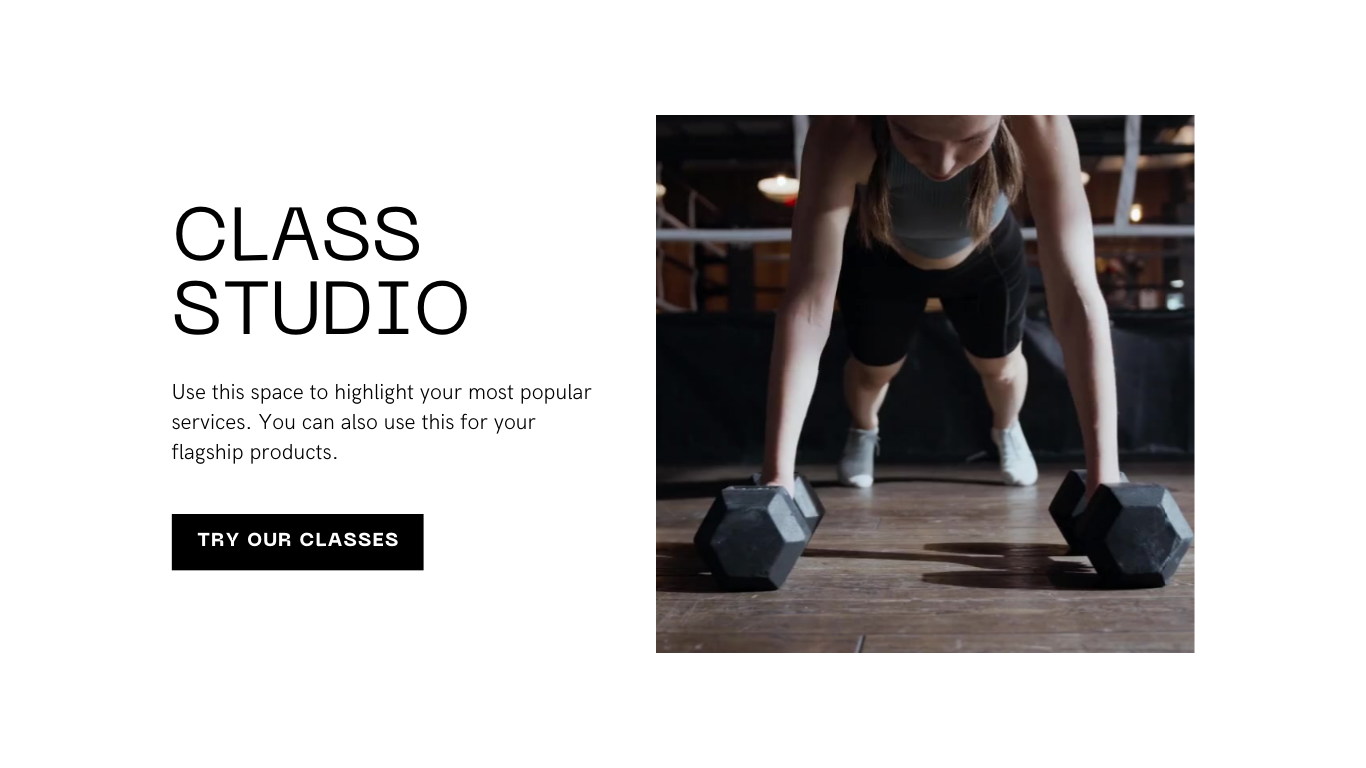 CLASS
STUDIO
Use this space to highlight your most popular
services. You can also use this for your
flagship products.
TRY OUR CLASSES